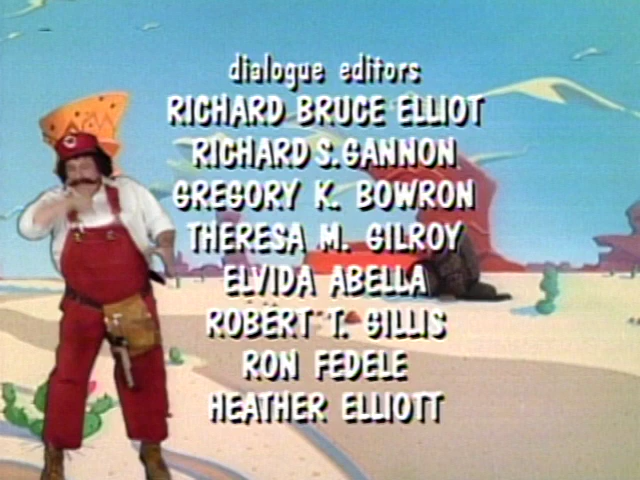 dialogue editors
RICHARD BRUCE ELLIOT
RICHARD S. GANNON
GREGORY K. BOWRON
THERESA M. GILROY
ELVIDA ABELLA
ROBERT T. GILLIS
RON FEDELE
HEATHER ELLIOTT